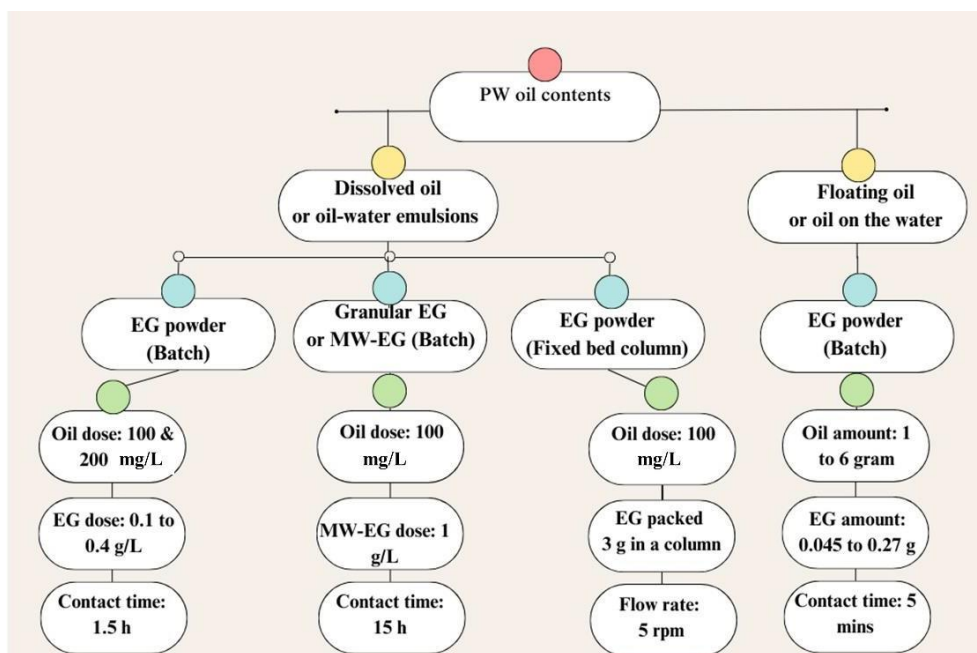 PW oil contents
Dissolved oil
or oil-water emulsions
Floating oil
or oil on the water
EG powder
(Batch)
Granular EG
or MW-EG (Batch)
EG powder
(Fixed bed column)
EG powder
(Batch)
Oil dose: 100 &
200 mg/L
Oil dose: 100
mg/L
Oil dose: 100
mg/L
Oil amount: 1
to 6 gram
EG dose: 0.1 to
0.4 g/L
MW-EG dose: 1
g/L
EG packed
3 g in a column
EG amount:
0.045 to 0.27 g
Contact time:
1.5 h
Contact time:
15 h
Flow rate:
5 rpm
Contact time: 5
mins